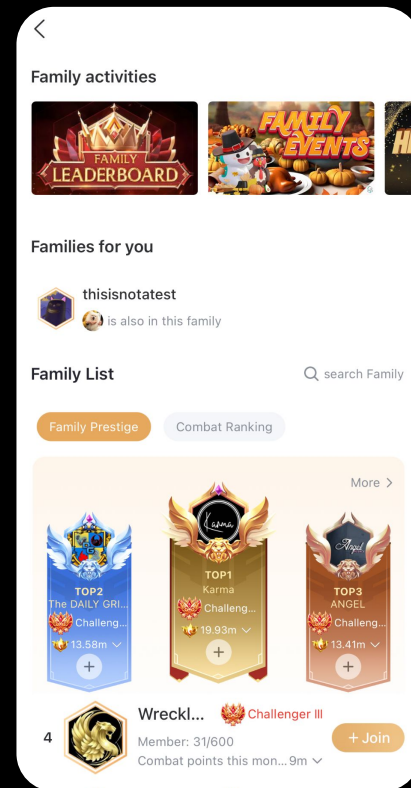 Family activities
FAMILY
LEADERBOARD
FAMILY
EVENTS
Families for you
thisisnotatest
is also in this family
Family List
search Family
Family Prestige
Combat Ranking
More >
TOP2
The DAILY GRI...
Challeng...
13.58m
TOP1
Karma
Karma
Challeng...
19.93m
Angel
TOP3
ANGEL
Challeng...
13.41m
4
Wreckl...
Challenger III
Member: 31/600
Combat points this mon... 9m
+ Join